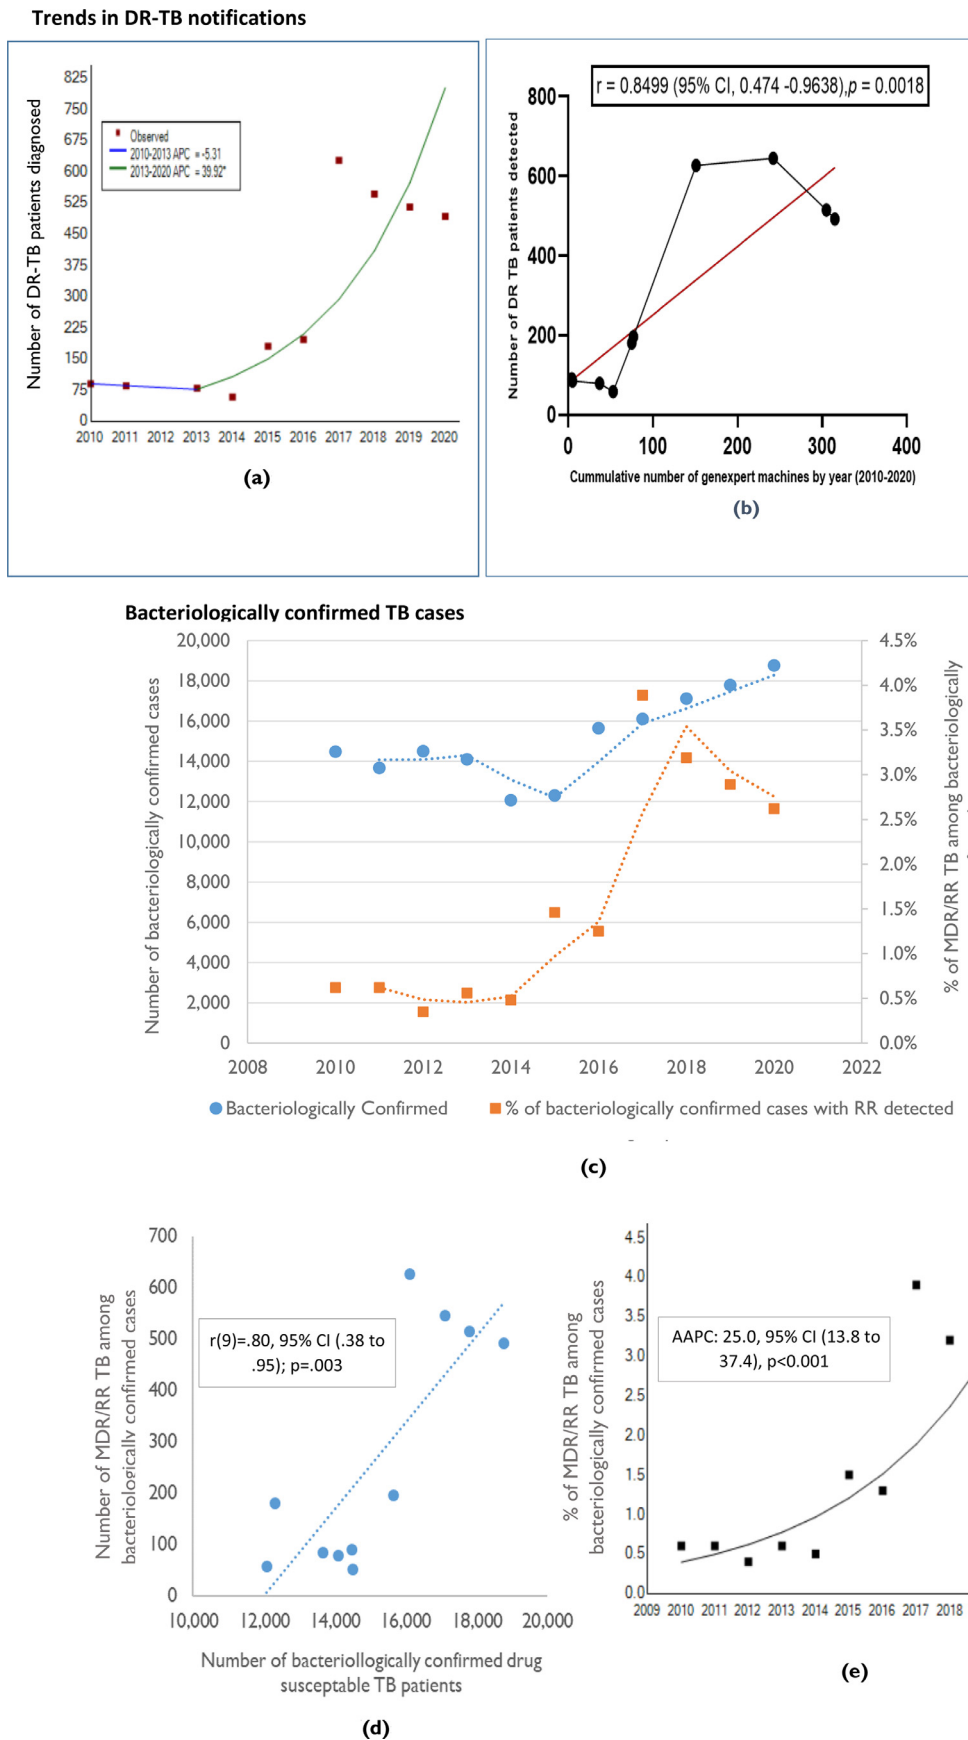 Trends in DR-TB notifications
Number of DR-TB patients diagnosed
825
750
675
600
525
450
375
300
225
150
75
0
Observed
2010-2013 APC = -5.31
2013-2020 APC = 39.92*
2010 2011 2012 2013 2014 2015 2016 2017 2018 2019 2020
(a)
r = 0.8499 (95% CI, 0.474 -0.9638),p = 0.0018
Number of DR TB patients detected
800
600
400
200
0
0 100 200 300 400
Cummulative number of genexpert machines by year (2010-2020)
(b)
Bacteriologically confirmed TB cases
Number of bacteriologically confirmed cases
20,000
18,000
16,000
14,000
12,000
10,000
8,000
6,000
4,000
2,000
0
4.5%
4.0%
3.5%
3.0%
2.5%
2.0%
1.5%
1.0%
0.5%
0.0%
% of MDR/RR TB among bacteriologically
2008 2010 2012 2014 2016 2018 2020 2022
Bacteriologically Confirmed
% of bacteriologically confirmed cases with RR detected
(c)
Number of MDR/RR TB among
bacteriologically confirmed cases
700
600
500
400
300
200
100
0
r(9)=.80, 95% CI (.38 to
.95); p=.003
10,000 12,000 14,000 16,000 18,000 20,000
Number of bacteriollogically confirmed drug
susceptable TB patients
(d)
% of MDR/RR TB among
bacteriologically confirmed cases
4.5
4.0
3.5
3.0
2.5
2.0
1.5
1.0
0.5
0.0
AAPC: 25.0, 95% CI (13.8 to
37.4), p<0.001
2009 2010 2011 2012 2013 2014 2015 2016 2017 2018
(e)